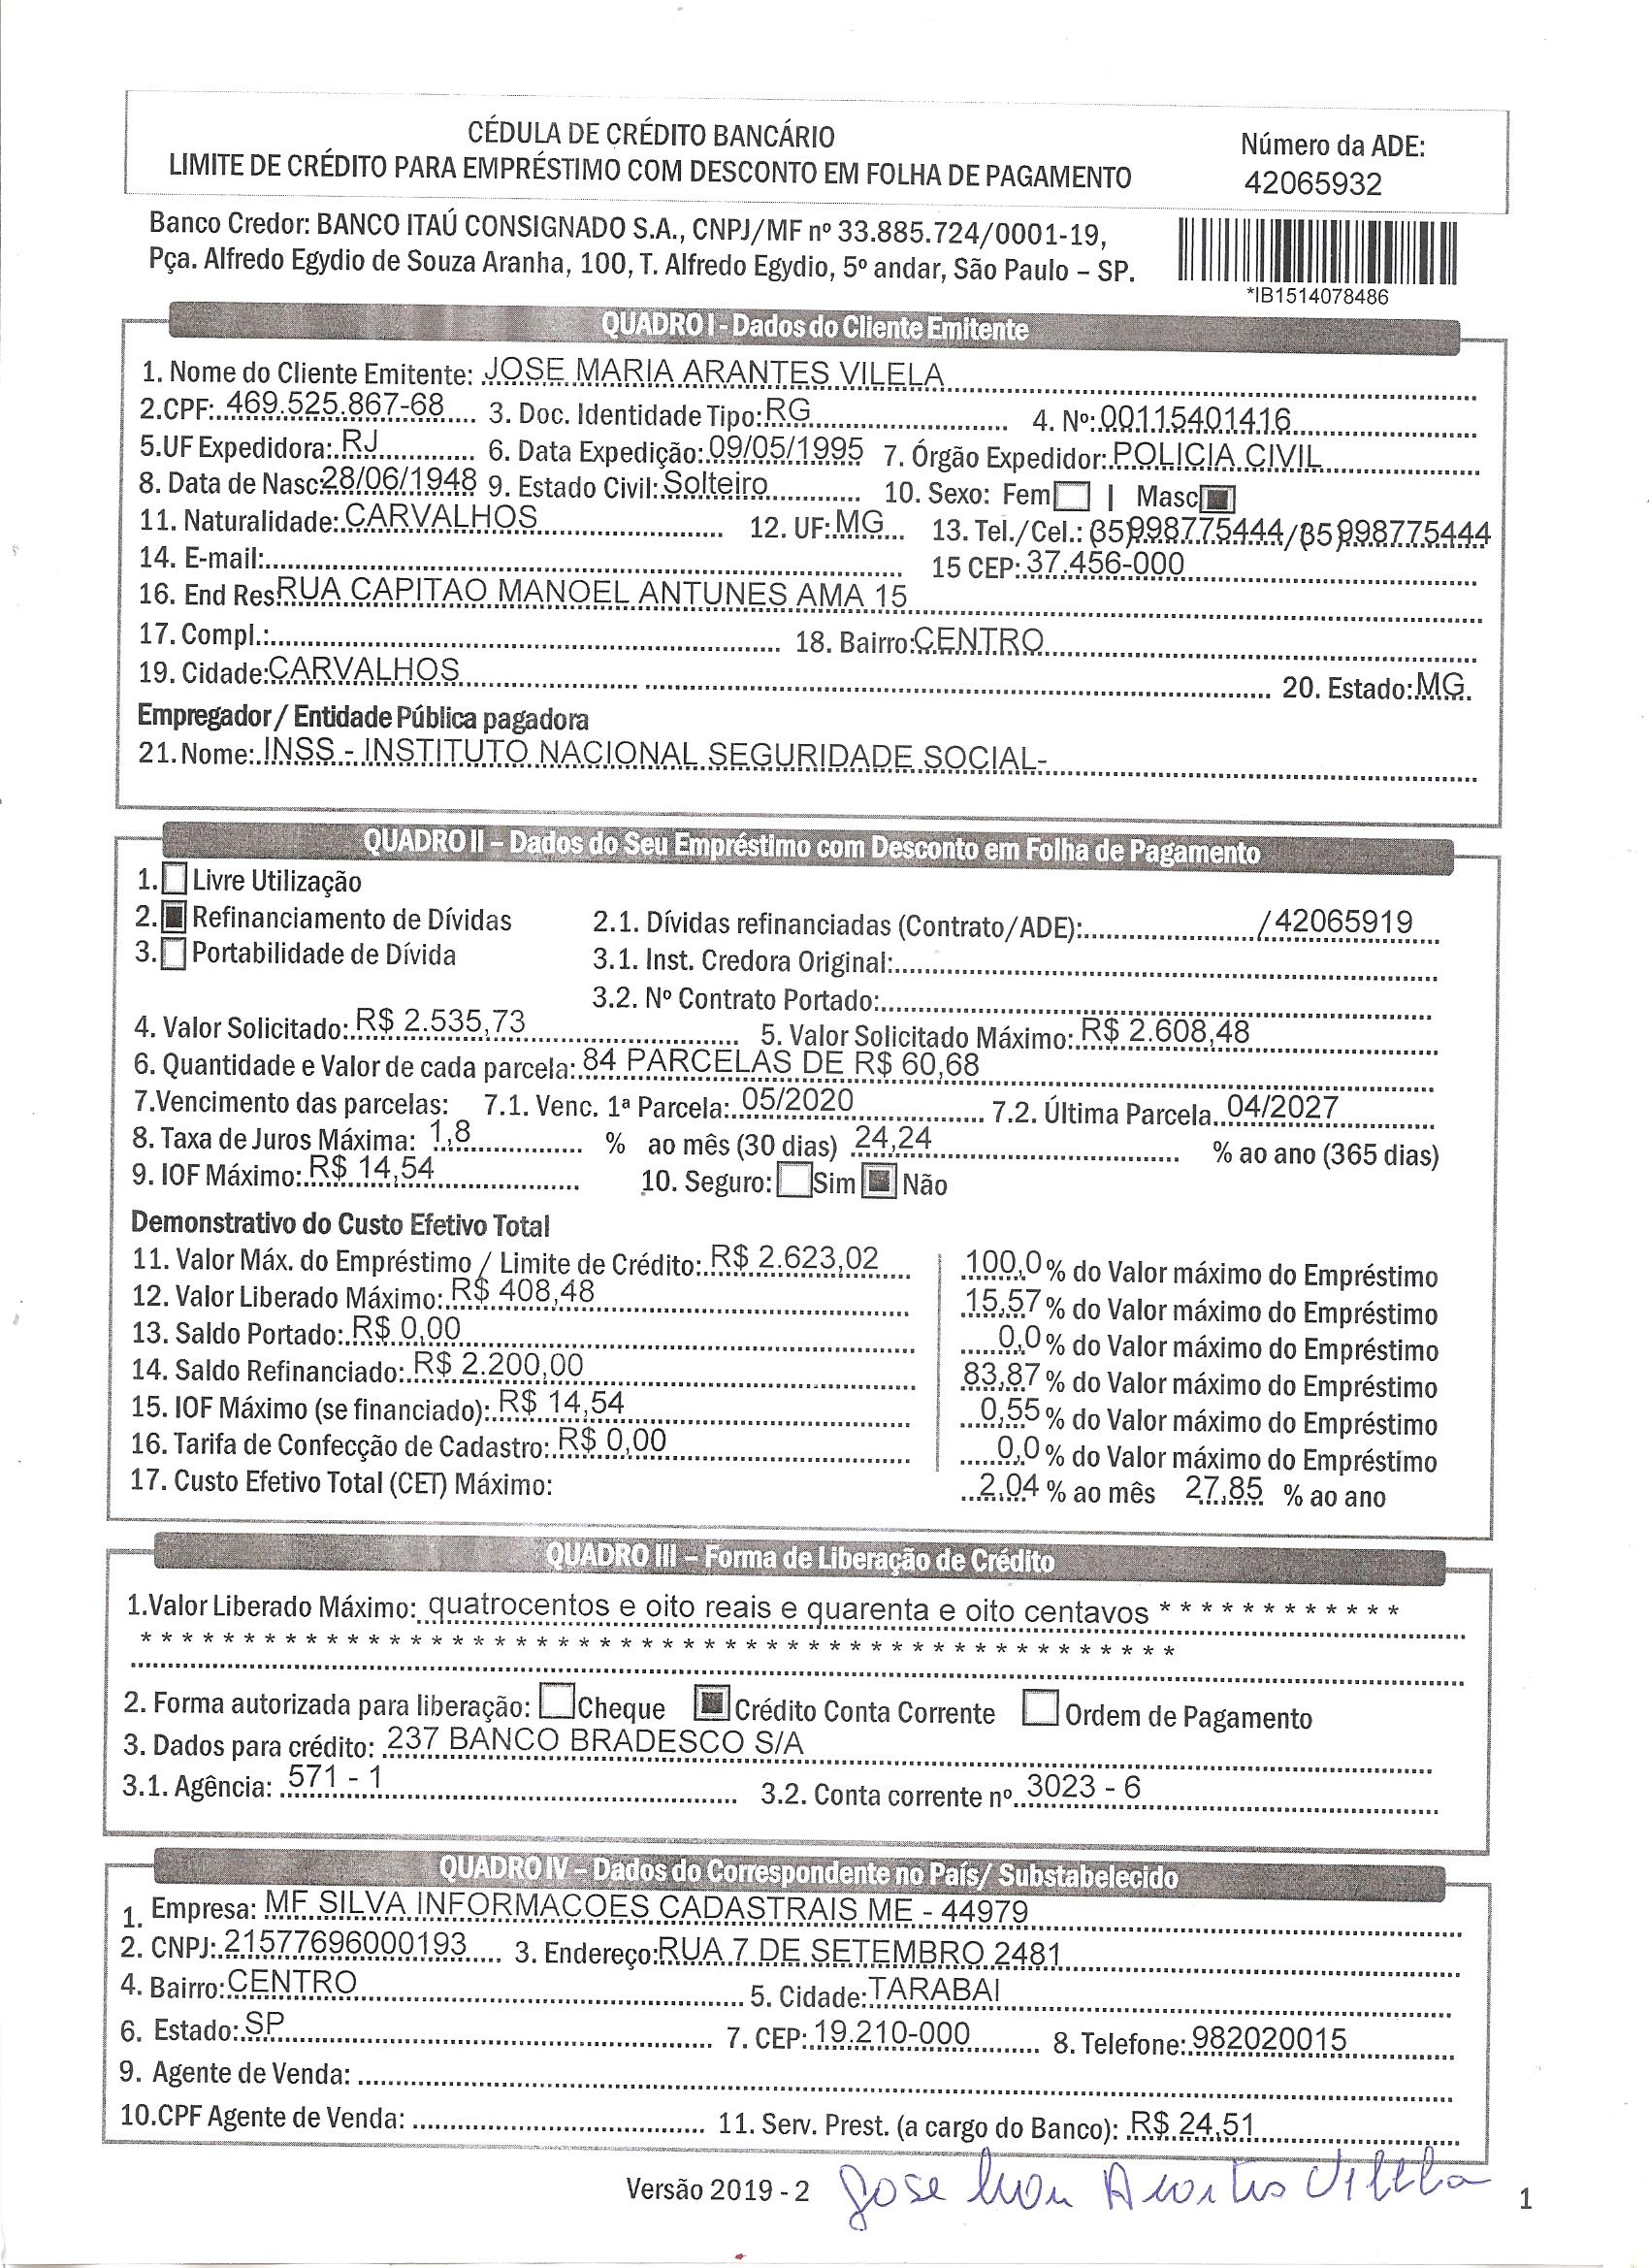 CÉDULA DE CRÉDITO BANCÁRIO
LIMITE DE CRÉDITO PARA EMPRÉSTIMO COM DESCONTO EM FOLHA DE PAGAMENTO
Número da ADE:
42065932
Banco Credor: BANCO ITAÚ CONSIGNADO S.A., CNPJ/MF nº 33.885.724/0001-19,
Pça. Alfredo Egydio de Souza Aranha, 100, T. Alfredo Egydio, 5º andar, São Paulo – SP.
*IB1514078486
QUADRO I - Dados do Cliente Emitente
1. Nome do Cliente Emitente: JOSE MARIA ARANTES VILELA
2.CPF: 469.525.867-68 3. Doc. Identidade Tipo: RG 4. Nº: 00115401416
5.UF Expedidora: RJ 6. Data Expedição: 09/05/1995 7. Órgão Expedidor: POLICIA CIVIL
8. Data de Nasc: 28/06/1948 9. Estado Civil: Solteiro 10. Sexo: Fem | Masc
11. Naturalidade: CARVALHOS 12. UF: MG 13. Tel./Cel.: (35)998775444/(35)998775444
14. E-mail: 15 CEP: 37.456-000
16. End Res: RUA CAPITAO MANOEL ANTUNES AMA 15
17. Compl.: 18. Bairro: CENTRO
19. Cidade: CARVALHOS 20. Estado: MG
Empregador / Entidade Pública pagadora
21. Nome: INSS - INSTITUTO NACIONAL SEGURIDADE SOCIAL-
QUADRO II – Dados do Seu Empréstimo com Desconto em Folha de Pagamento
1. Livre Utilização
2. Refinanciamento de Dívidas 2.1. Dívidas refinanciadas (Contrato/ADE): /42065919
3. Portabilidade de Dívida 3.1. Inst. Credora Original:
3.2. Nº Contrato Portado:
4. Valor Solicitado: R$ 2.535,73 5. Valor Solicitado Máximo: R$ 2.608,48
6. Quantidade e Valor de cada parcela: 84 PARCELAS DE R$ 60,68
7.Vencimento das parcelas: 7.1. Venc. 1ª Parcela: 05/2020 7.2. Última Parcela 04/2027
8. Taxa de Juros Máxima: 1,8 % ao mês (30 dias) 24,24 % ao ano (365 dias)
9. IOF Máximo: R$ 14,54 10. Seguro: Sim Não
Demonstrativo do Custo Efetivo Total
11. Valor Máx. do Empréstimo / Limite de Crédito: R$ 2.623,02 100,0 % do Valor máximo do Empréstimo
12. Valor Liberado Máximo: R$ 408,48 15,57 % do Valor máximo do Empréstimo
13. Saldo Portado: R$ 0,00 0,0 % do Valor máximo do Empréstimo
14. Saldo Refinanciado: R$ 2.200,00 83,87 % do Valor máximo do Empréstimo
15. IOF Máximo (se financiado): R$ 14,54 0,55 % do Valor máximo do Empréstimo
16. Tarifa de Confecção de Cadastro: R$ 0,00 0,0 % do Valor máximo do Empréstimo
17. Custo Efetivo Total (CET) Máximo: 2,04 % ao mês 27,85 % ao ano
QUADRO III – Forma de Liberação de Crédito
1.Valor Liberado Máximo: quatrocentos e oito reais e quarenta e oito centavos * * * * * * * * * * * *
* * * * * * * * * * * * * * * * * * * * * * * * * * * * * * * * * * * * * * * * * * * * * * * *
2. Forma autorizada para liberação: Cheque Crédito Conta Corrente Ordem de Pagamento
3. Dados para crédito: 237 BANCO BRADESCO S/A
3.1. Agência: 571 - 1 3.2. Conta corrente nº 3023 - 6
QUADRO IV – Dados do Correspondente no País/ Substabelecido
1. Empresa: MF SILVA INFORMACOES CADASTRAIS ME - 44979
2. CNPJ: 21577696000193 3. Endereço: RUA 7 DE SETEMBRO 2481
4. Bairro: CENTRO 5. Cidade: TARABAI
6. Estado: SP 7. CEP: 19.210-000 8. Telefone: 982020015
9. Agente de Venda:
10.CPF Agente de Venda: 11. Serv. Prest. (a cargo do Banco): R$ 24,51
Versão 2019 - 2 Jose
1